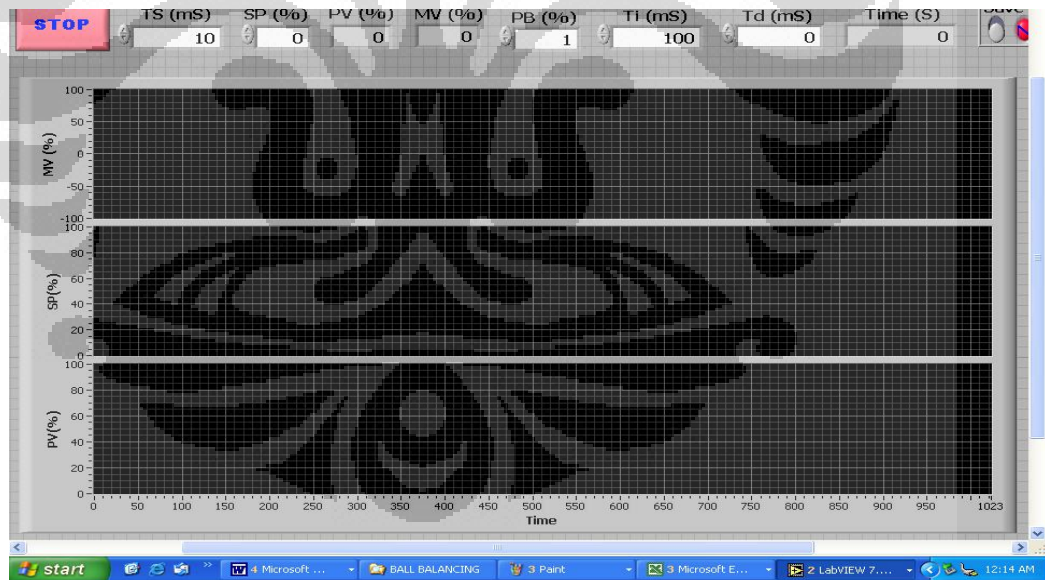 STOP
TS (mS) SP (%) PV (%) MV (%) PB (%) Ti (mS) Td (mS) Time (S) Save
10 0 0 0 1 100 0 0
MV (%)
100
50
0
-50
-100
SP(%)
100
80
60
40
20
0
PV(%)
100
80
60
40
20
0
0 50 100 150 200 250 300 350 400 450 500 550 600 650 700 750 800 850 900 950 1023
Time
start 4 Microsoft ... BALL BALANCING 3 Paint 3 Microsoft E... 2 LabVIEW 7.... 12:14 AM